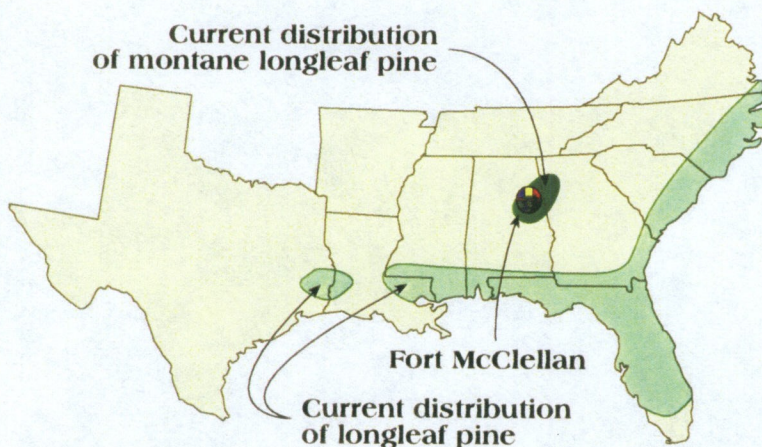 Current distribution
of montane longleaf pine
Fort McClellan
Current distribution
of longleaf pine